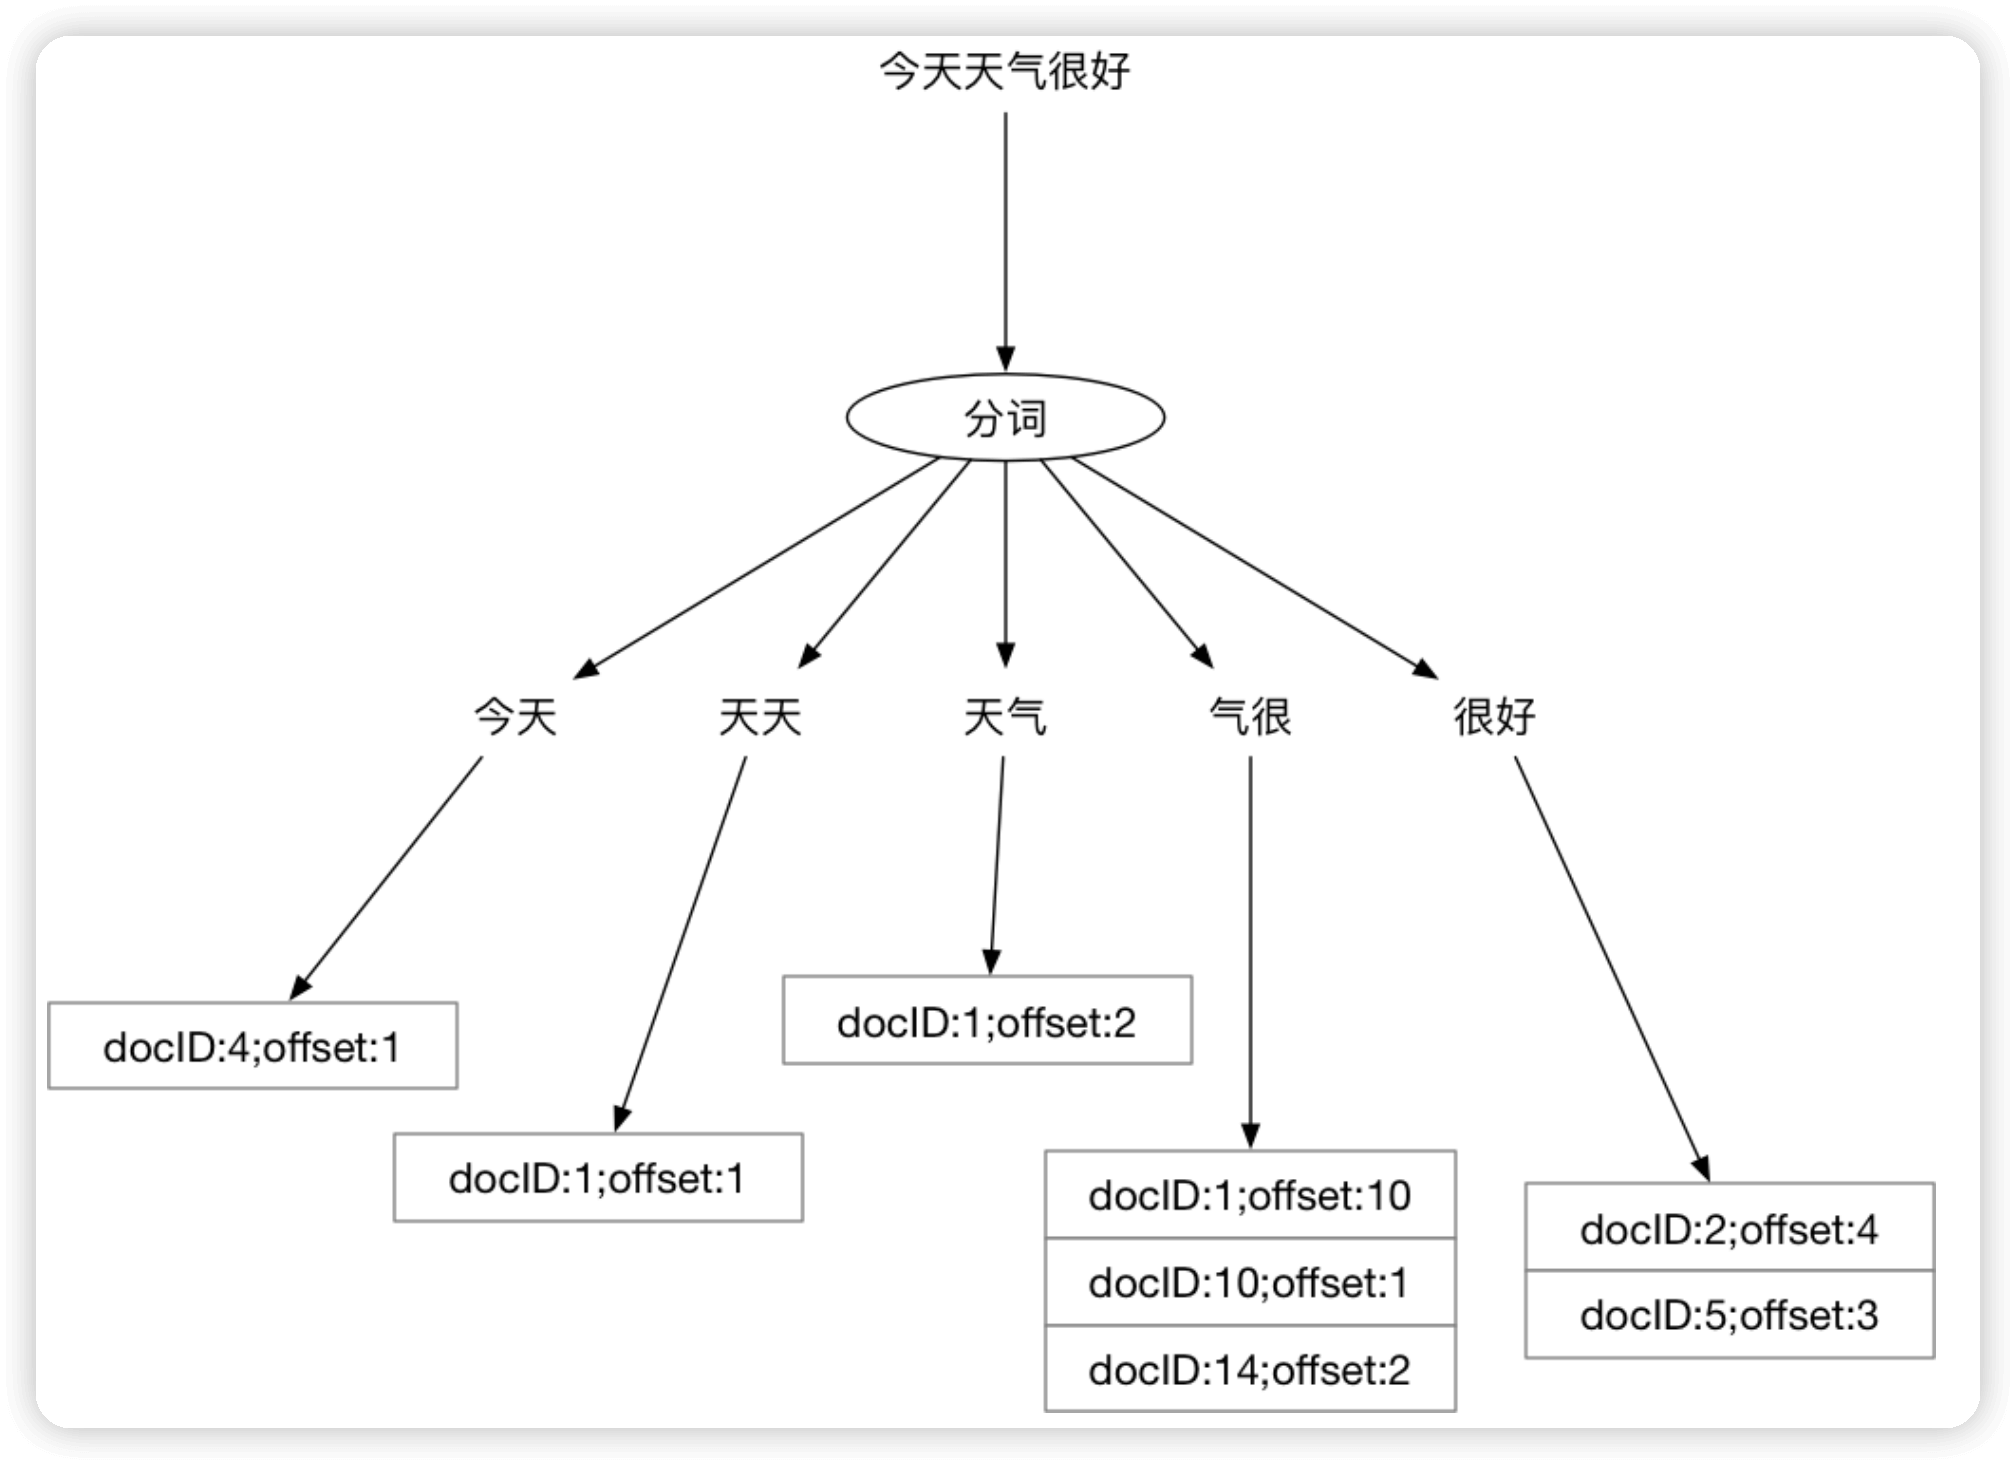 今天天气很好
分词
今天
天天
天气
气很
很好
docID:4;offset:1
docID:1;offset:1
docID:1;offset:2
docID:1;offset:10
docID:10;offset:1
docID:14;offset:2
docID:2;offset:4
docID:5;offset:3